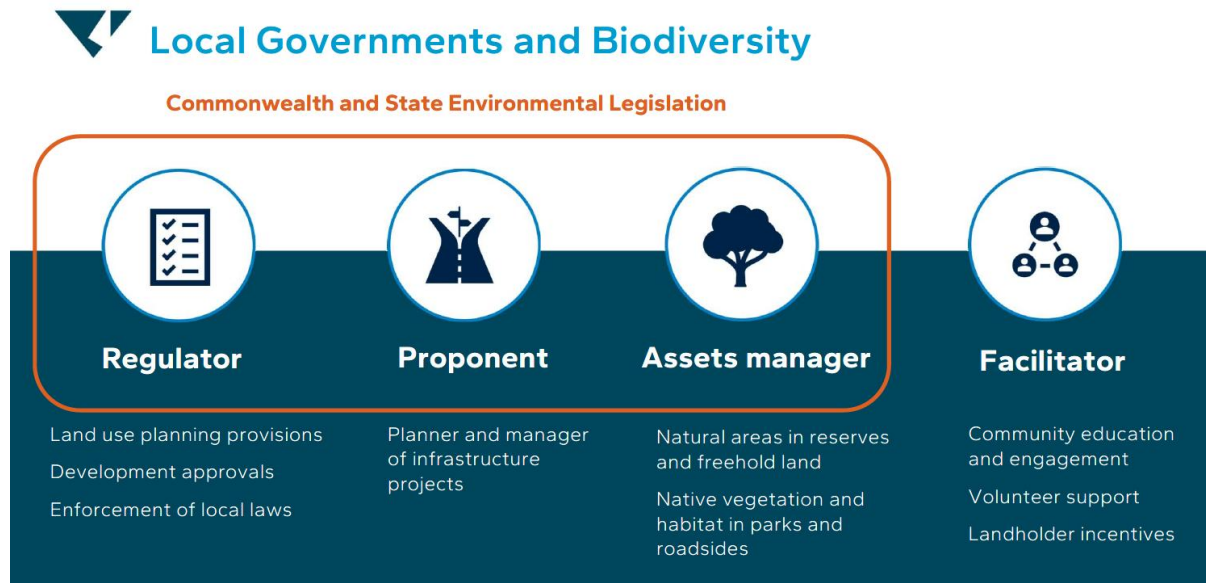 Local Governments and Biodiversity
Commonwealth and State Environmental Legislation
Regulator
Land use planning provisions
Development approvals
Enforcement of local laws
Proponent
Planner and manager
of infrastructure
projects
Assets manager
Natural areas in reserves
and freehold land
Native vegetation and
habitat in parks and
roadsides
Facilitator
Community education
and engagement
Volunteer support
Landholder incentives